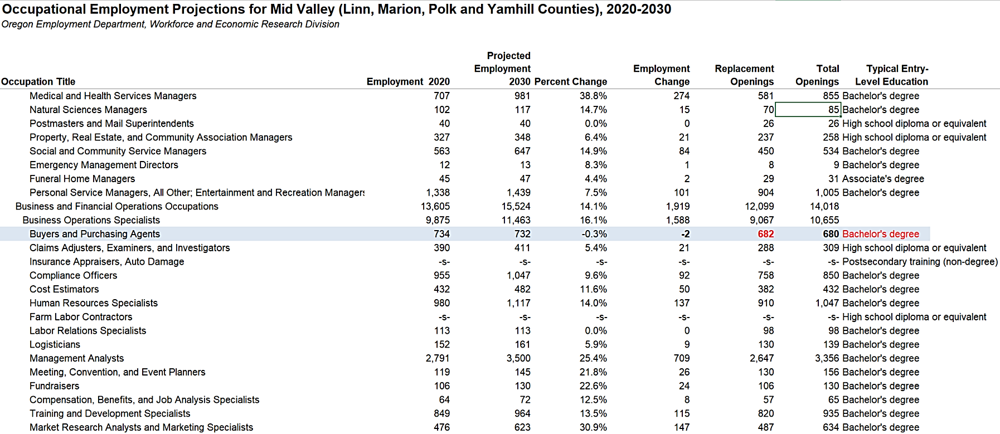 Occupational Employment Projections for Mid Valley (Linn, Marion, Polk and Yamhill Counties), 2020-2030
Oregon Employment Department, Workforce and Economic Research Division
Projected
Employment Employment Replacement Total Typical Entry-
Occupation Title Employment 2020 2030 Percent Change Change Openings Openings Level Education
Medical and Health Services Managers 707 981 38.8% 274 581 855 Bachelor's degree
Natural Sciences Managers 102 117 14.7% 15 70 85 Bachelor's degree
Postmasters and Mail Superintendents 40 40 0.0% 0 26 26 High school diploma or equivalent
Property, Real Estate, and Community Association Managers 327 348 6.4% 21 237 258 High school diploma or equivalent
Social and Community Service Managers 563 647 14.9% 84 450 534 Bachelor's degree
Emergency Management Directors 12 13 8.3% 1 8 9 Bachelor's degree
Funeral Home Managers 45 47 4.4% 2 29 31 Associate's degree
Personal Service Managers, All Other; Entertainment and Recreation Managers 1,338 1,439 7.5% 101 904 1,005 Bachelor's degree
Business and Financial Operations Occupations 13,605 15,524 14.1% 1,919 12,099 14,018
Business Operations Specialists 9,875 11,463 16.1% 1,588 9,067 10,655
Buyers and Purchasing Agents 734 732 -0.3% -2 682 680 Bachelor's degree
Claims Adjusters, Examiners, and Investigators 390 411 5.4% 21 288 309 High school diploma or equivalent
Insurance Appraisers, Auto Damage -s- -s- -s- -s- -s- -s- Postsecondary training (non-degree)
Compliance Officers 955 1,047 9.6% 92 758 850 Bachelor's degree
Cost Estimators 432 482 11.6% 50 382 432 Bachelor's degree
Human Resources Specialists 980 1,117 14.0% 137 910 1,047 Bachelor's degree
Farm Labor Contractors -s- -s- -s- -s- -s- -s- High school diploma or equivalent
Labor Relations Specialists 113 113 0.0% 0 98 98 Bachelor's degree
Logisticians 152 161 5.9% 9 130 139 Bachelor's degree
Management Analysts 2,791 3,500 25.4% 709 2,647 3,356 Bachelor's degree
Meeting, Convention, and Event Planners 119 145 21.8% 26 130 156 Bachelor's degree
Fundraisers 106 130 22.6% 24 106 130 Bachelor's degree
Compensation, Benefits, and Job Analysis Specialists 64 72 12.5% 8 57 65 Bachelor's degree
Training and Development Specialists 849 964 13.5% 115 820 935 Bachelor's degree
Market Research Analysts and Marketing Specialists 476 623 30.9% 147 487 634 Bachelor's degree